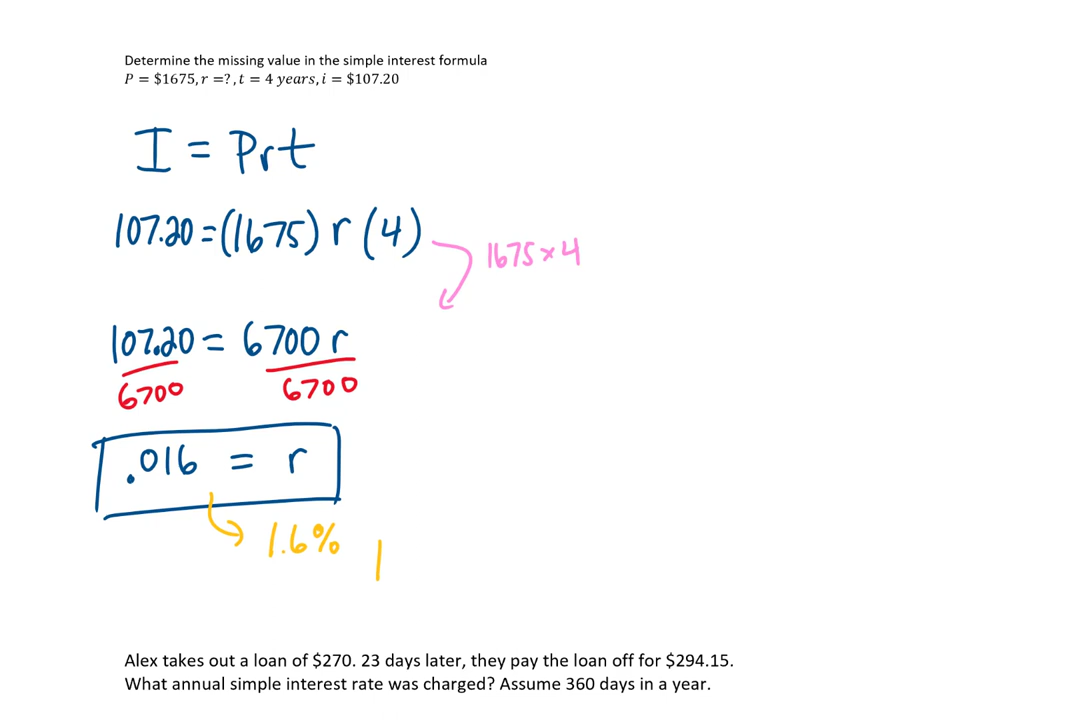 Determine the missing value in the simple interest formula
P = $1675, r =?, t = 4 years, i = $107.20
I = Prt
107.20 = (1675) r (4)
1675 × 4
107.20 = 6700 r
6700 6700
.016 = r
1.6%
Alex takes out a loan of $270. 23 days later, they pay the loan off for $294.15.
What annual simple interest rate was charged? Assume 360 days in a year.